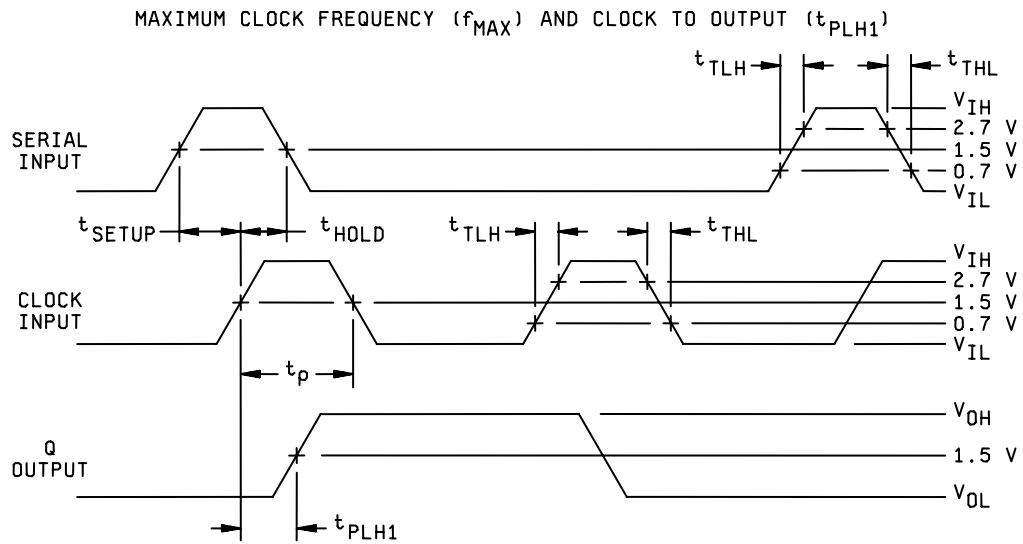 MAXIMUM CLOCK FREQUENCY (fMAX) AND CLOCK TO OUTPUT (tPLH1)
tTLH
tTHL
SERIAL
INPUT
VIH
2.7 V
1.5 V
0.7 V
VIL
tSETUP
tHOLD
tTLH
tTHL
CLOCK
INPUT
VIH
2.7 V
1.5 V
0.7 V
VIL
tp
Q
OUTPUT
VOH
1.5 V
VOL
tPLH1